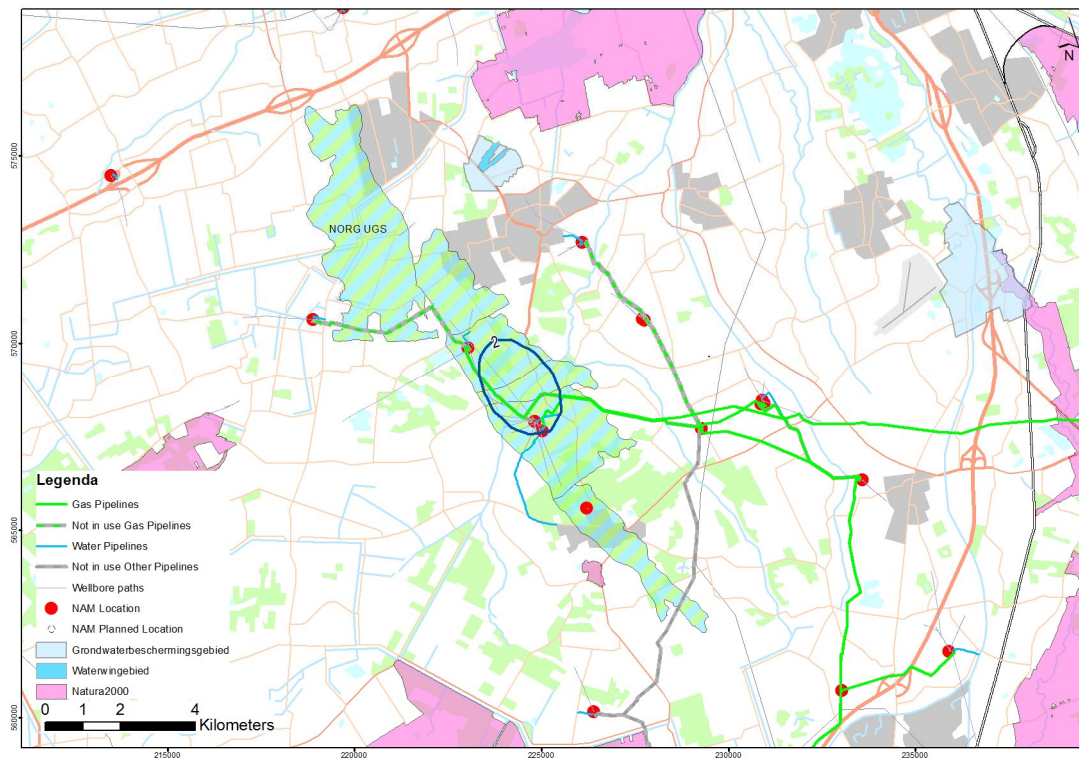 N
575000
NORG UGS
570000
2
565000
560000
Legenda
Gas Pipelines
Not in use Gas Pipelines
Water Pipelines
Not in use Other Pipelines
Wellbore paths
NAM Location
NAM Planned Location
Grondwaterbeschermingsgebied
Waterwingebied
Natura2000
0 1 2 4
Kilometers
215000 220000 225000 230000 235000